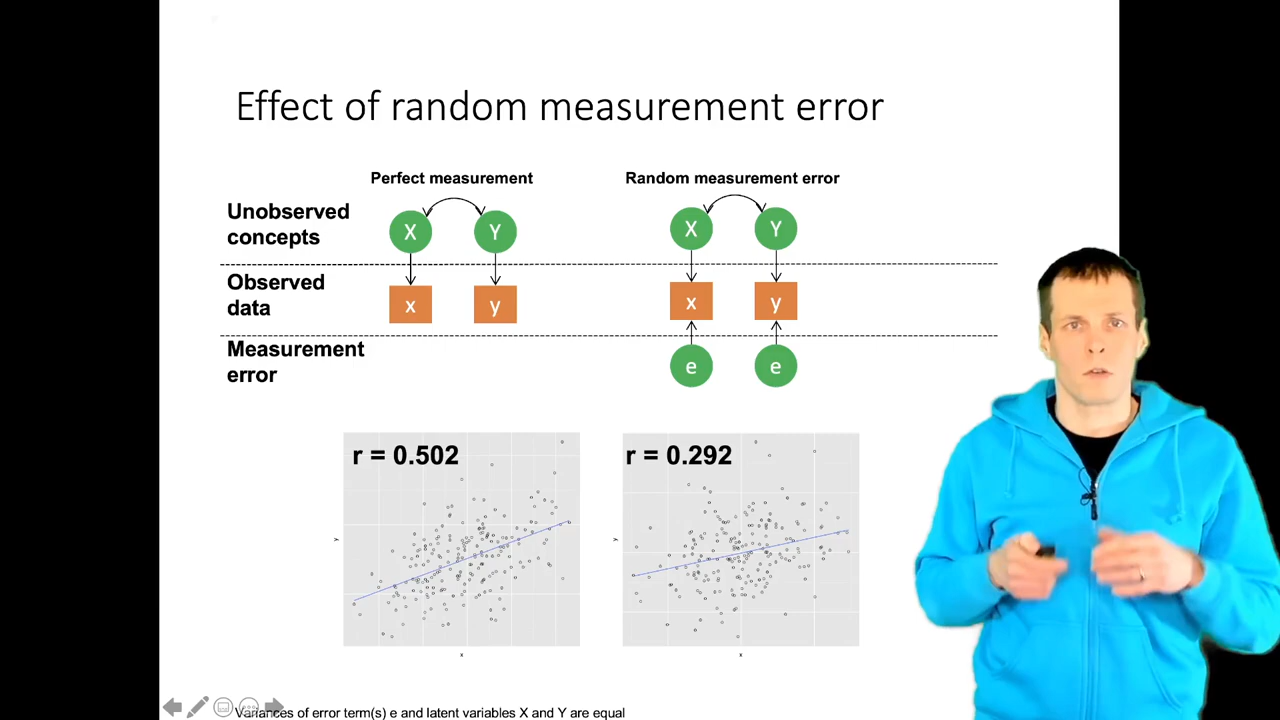 Effect of random measurement error
Perfect measurement
Random measurement error
Unobserved
concepts
X
Y
X
Y
Observed
data
x
y
x
y
Measurement
error
e
e
r = 0.502
r = 0.292
y
x
y
x
Variances of error term(s) e and latent variables X and Y are equal